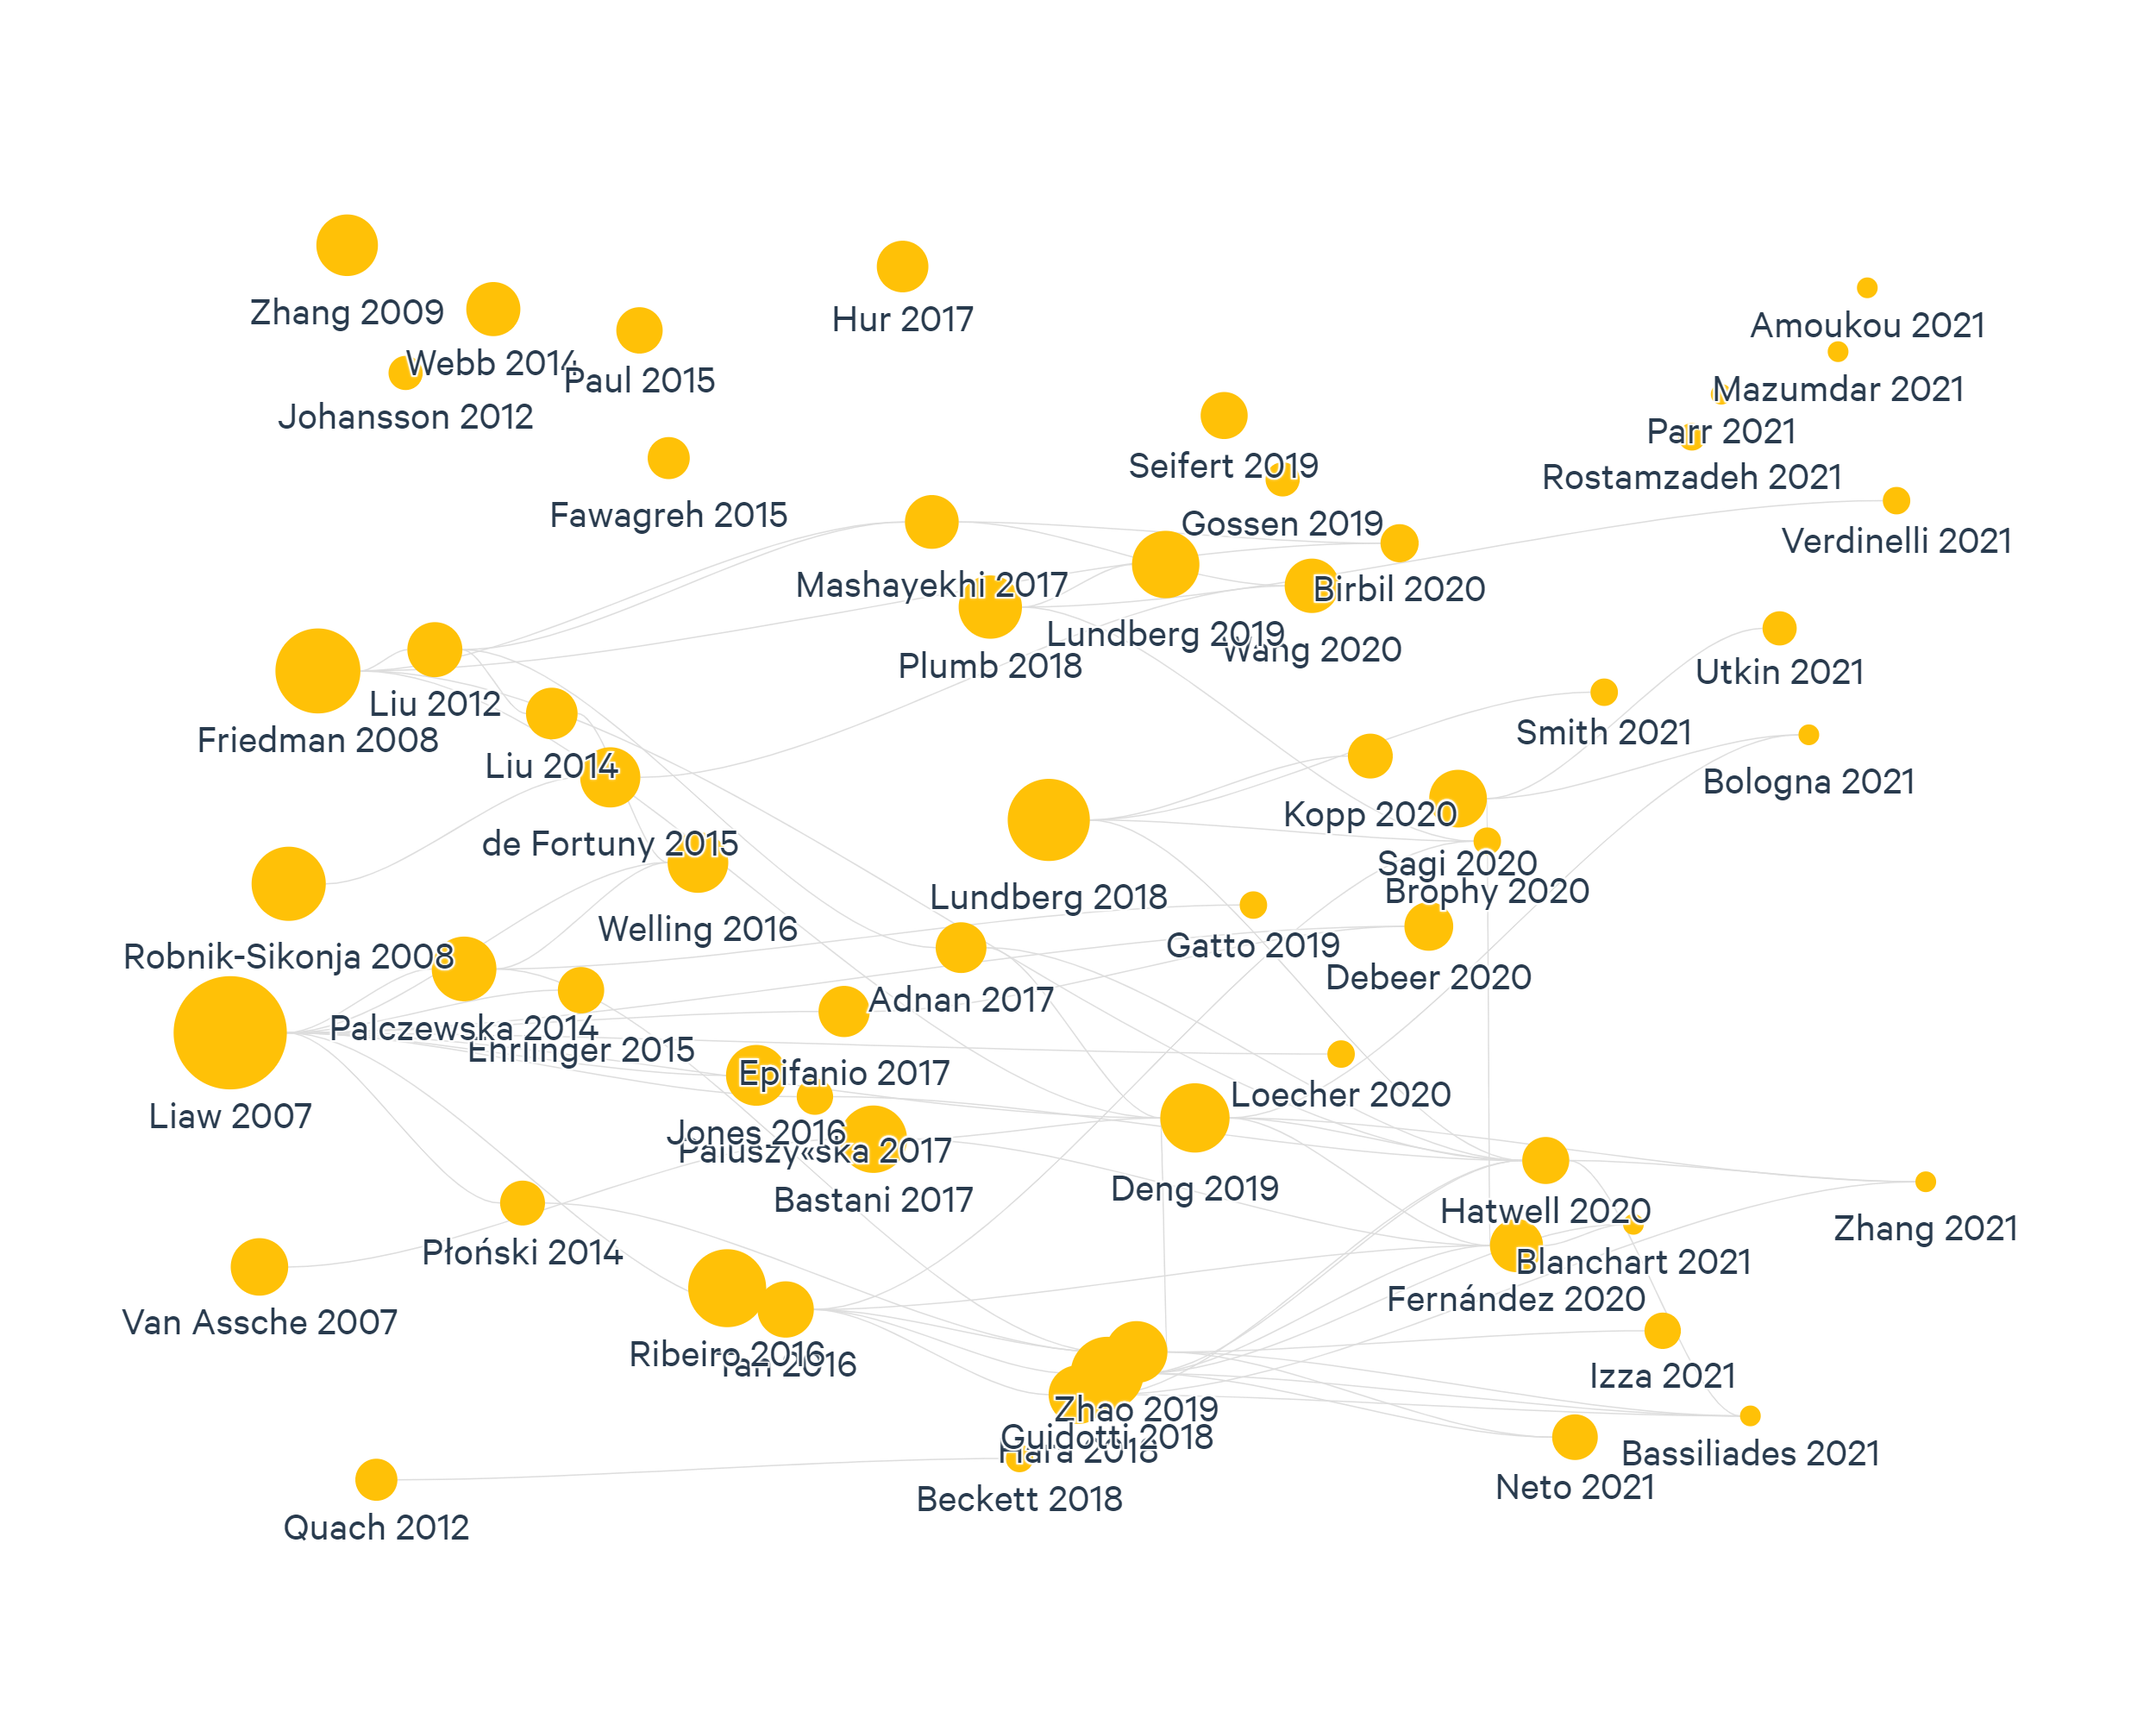 Zhang 2009
Hur 2017
Amoukou 2021
Webb 2014
Paul 2015
Mazumdar 2021
Johansson 2012
Parr 2021
Seifert 2019
Rostamzadeh 2021
Fawagreh 2015
Gossen 2019
Verdinelli 2021
Mashayekhi 2017
Birbil 2020
Lundberg 2019
Wang 2020
Plumb 2018
Utkin 2021
Liu 2012
Friedman 2008
Smith 2021
Liu 2014
Bologna 2021
Kopp 2020
de Fortuny 2015
Sagi 2020
Brophy 2020
Lundberg 2018
Welling 2016
Gatto 2019
Robnik-Sikonja 2008
Debeer 2020
Adnan 2017
Palczewska 2014
Ehrlinger 2015
Epifanio 2017
Loecher 2020
Liaw 2007
Jones 2016
Paluszy«ska 2017
Deng 2019
Bastani 2017
Hatwell 2020
Zhang 2021
Płoński 2014
Blanchart 2021
Fernández 2020
Van Assche 2007
Ribeiro 2016
Tan 2016
Izza 2021
Zhao 2019
Guidotti 2018
Hara 2018
Bassiliades 2021
Neto 2021
Beckett 2018
Quach 2012